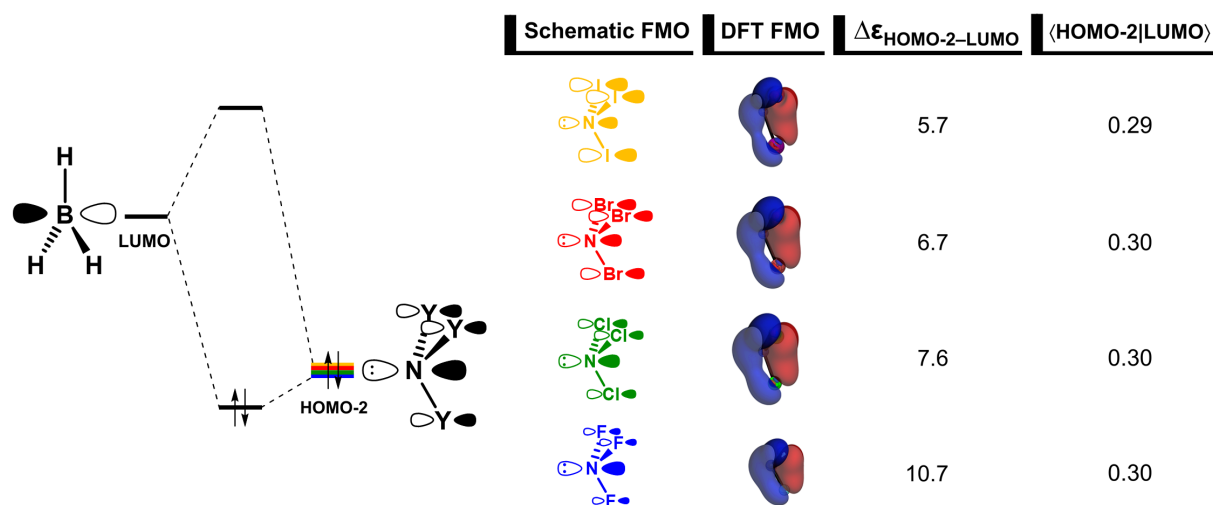 Schematic FMO DFT FMO Δε_HOMO-2–LUMO ⟨HOMO-2|LUMO⟩
H
B
H H
LUMO
HOMO-2
Y
Y
N
Y
I
I
N
I
5.7 0.29
Br
Br
N
Br
6.7 0.30
Cl
Cl
N
Cl
7.6 0.30
F
F
N
F
10.7 0.30